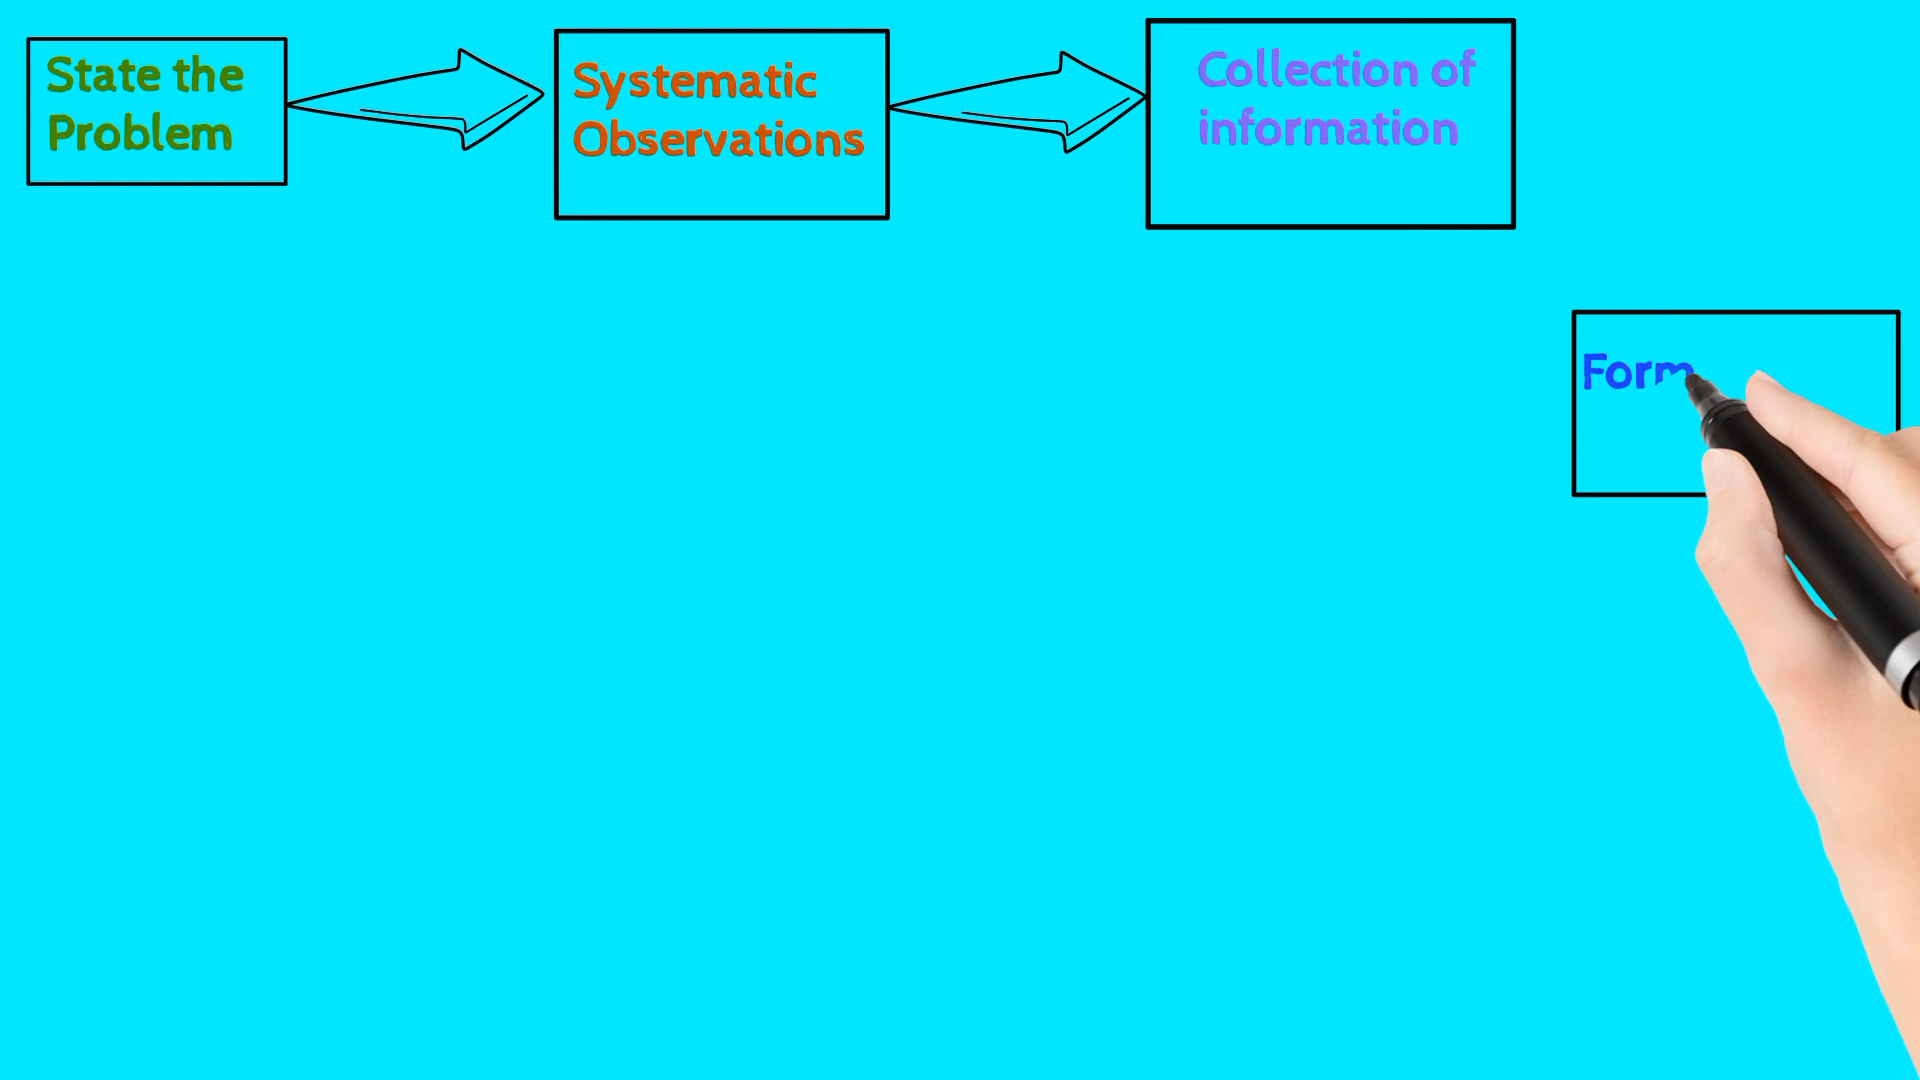 State the
Problem
Systematic
Observations
Collection of
information
Form